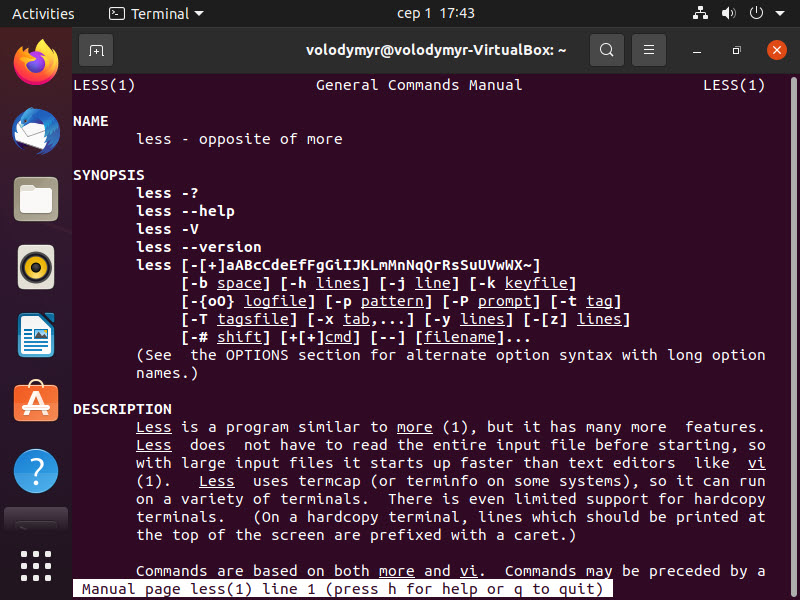 Activities Terminal сер 1 17:43
volodymyr@volodymyr-VirtualBox: ~
LESS(1) General Commands Manual LESS(1)
NAME
less - opposite of more
SYNOPSIS
less -?
less --help
less -V
less --version
less [-[+]aABcCdeEfFgGiIJKLmMnNqQrRsSuUVwWX~]
[-b space] [-h lines] [-j line] [-k keyfile]
[-{oO} logfile] [-p pattern] [-P prompt] [-t tag]
[-T tagsfile] [-x tab,...] [-y lines] [-[z] lines]
[-# shift] [+[+]cmd] [--] [filename]...
(See the OPTIONS section for alternate option syntax with long option
names.)
DESCRIPTION
Less is a program similar to more (1), but it has many more features.
Less does not have to read the entire input file before starting, so
with large input files it starts up faster than text editors like vi
(1). Less uses termcap (or terminfo on some systems), so it can run
on a variety of terminals. There is even limited support for hardcopy
terminals. (On a hardcopy terminal, lines which should be printed at
the top of the screen are prefixed with a caret.)
Commands are based on both more and vi. Commands may be preceded by a
Manual page less(1) line 1 (press h for help or q to quit)